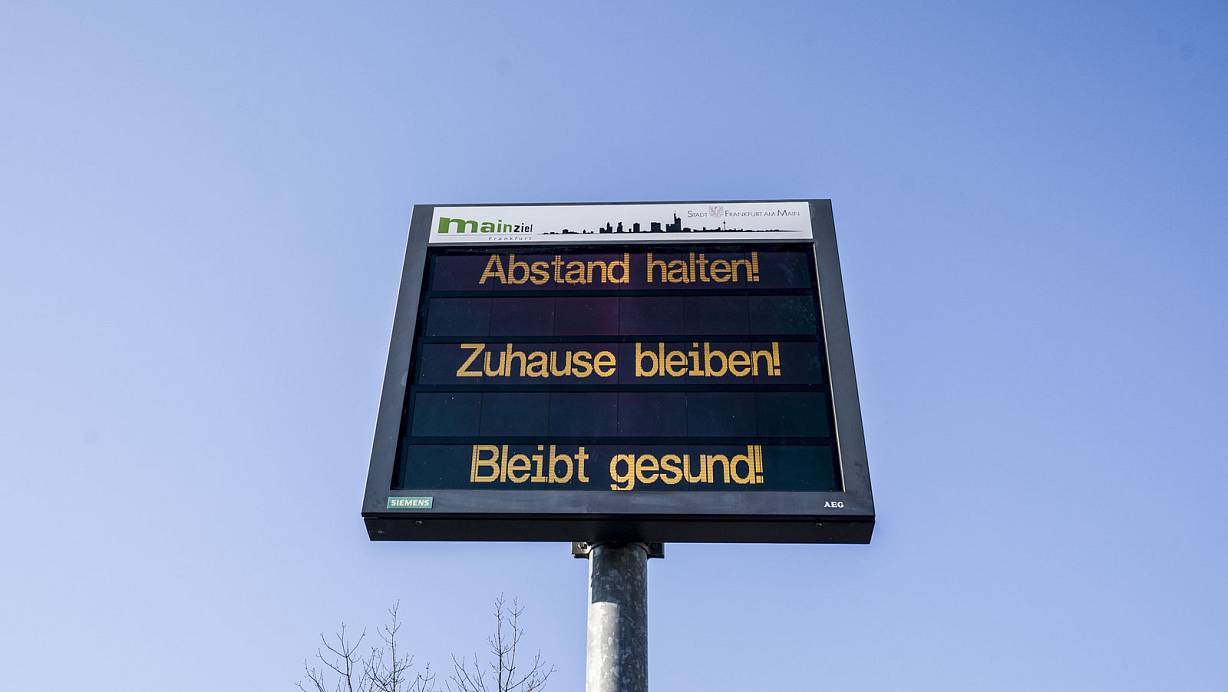 mainziel
Frankfurt
STADT FRANKFURT AM MAIN
Abstand halten!
Zuhause bleiben!
Bleibt gesund!
SIEMENS
AEG